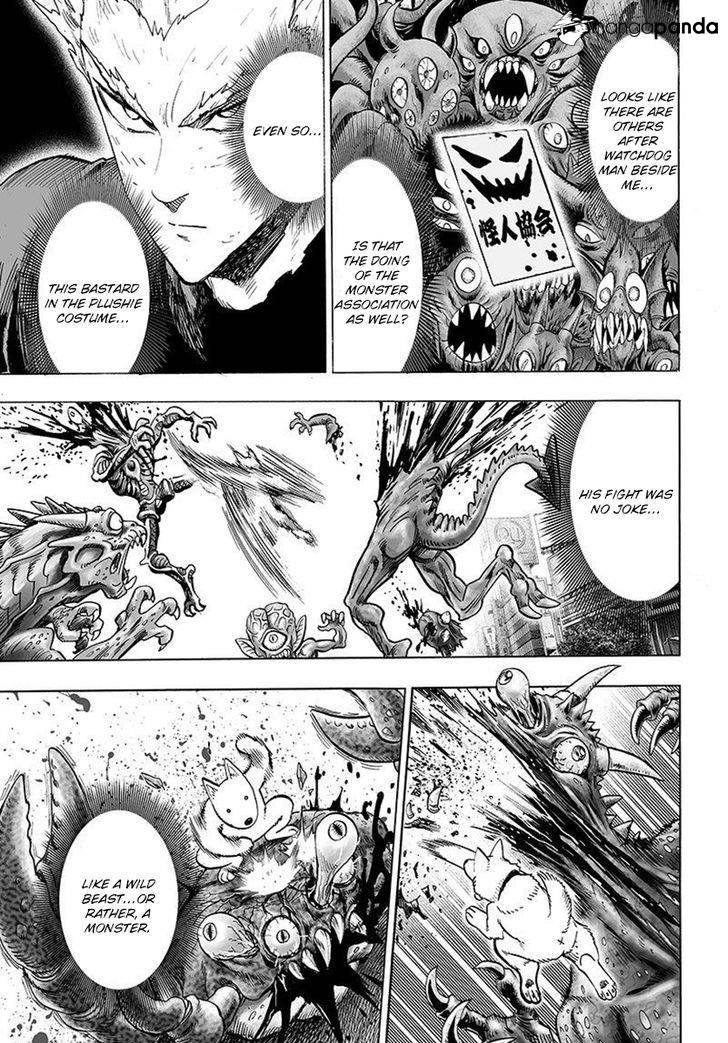 mangapanda
LOOKS LIKE
THERE ARE
OTHERS
AFTER
WATCHDOG
MAN BESIDE
ME...
怪人協会
IS THAT
THE DOING
OF THE
MONSTER
ASSOCIATION
AS WELL?
EVEN SO...
THIS BASTARD
IN THE PLUSHIE
COSTUME...
HIS FIGHT WAS
NO JOKE...
LIKE A WILD
BEAST...OR
RATHER, A
MONSTER.